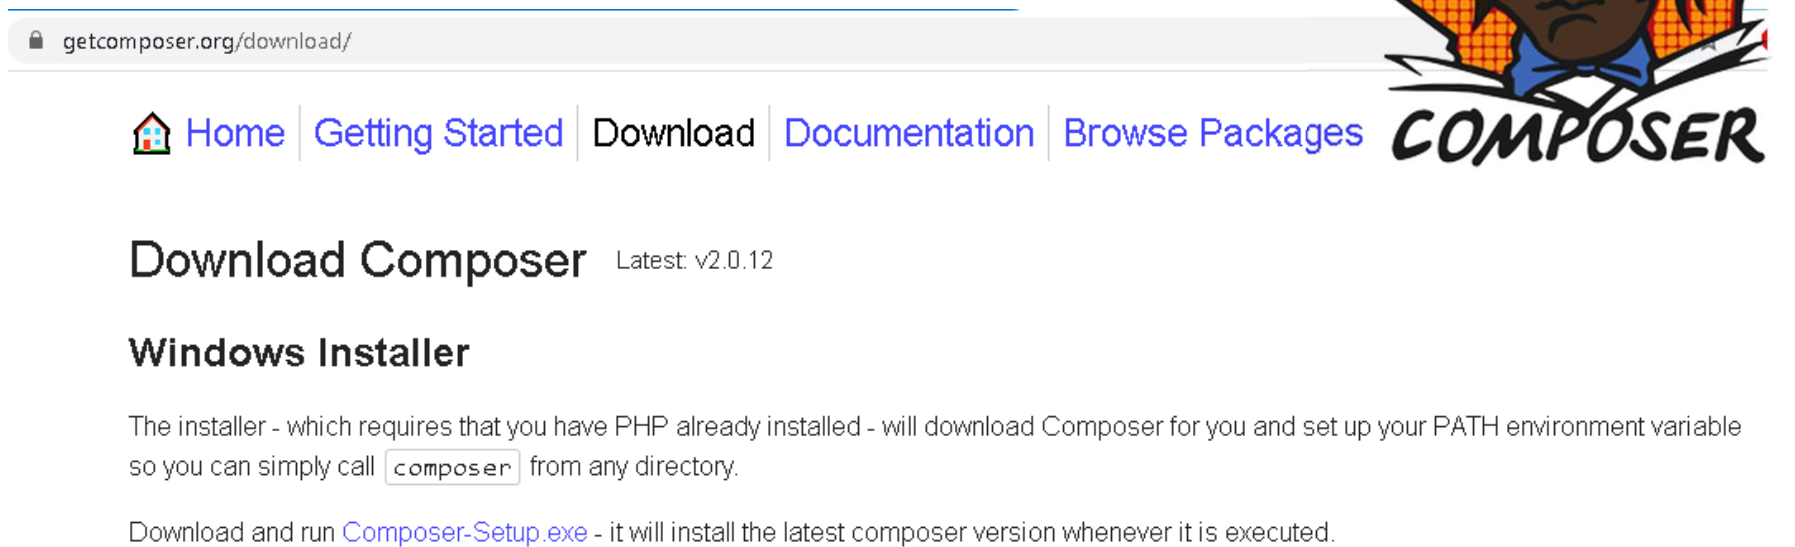 getcomposer.org/download/
Home Getting Started Download Documentation Browse Packages
COMPOSER
Download Composer Latest: v2.0.12
Windows Installer
The installer - which requires that you have PHP already installed - will download Composer for you and set up your PATH environment variable
so you can simply call composer from any directory.
Download and run Composer-Setup.exe - it will install the latest composer version whenever it is executed.